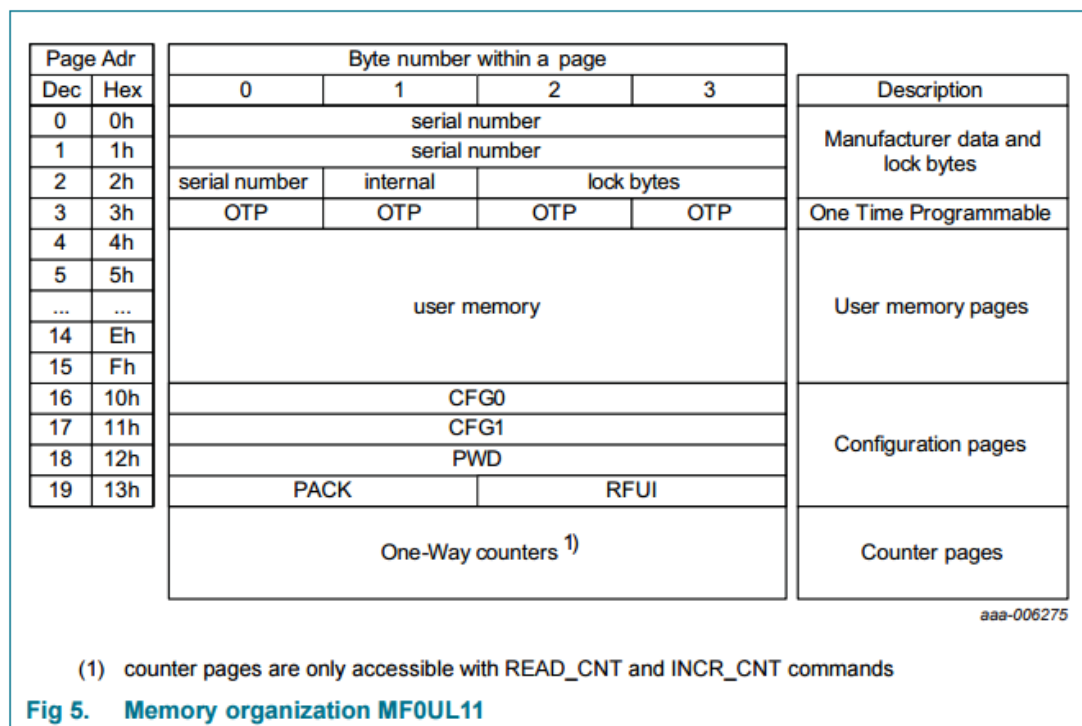 Page Adr Byte number within a page
Dec Hex 0 1 2 3 Description
0 0h serial number
1 1h serial number
Manufacturer data and
lock bytes
2 2h serial number internal lock bytes
3 3h OTP OTP OTP OTP One Time Programmable
4 4h
5 5h
... ... user memory User memory pages
14 Eh
15 Fh
16 10h CFG0
17 11h CFG1
Configuration pages
18 12h PWD
19 13h PACK RFUI
One-Way counters 1) Counter pages
aaa-006275
(1) counter pages are only accessible with READ_CNT and INCR_CNT commands
Fig 5. Memory organization MF0UL11